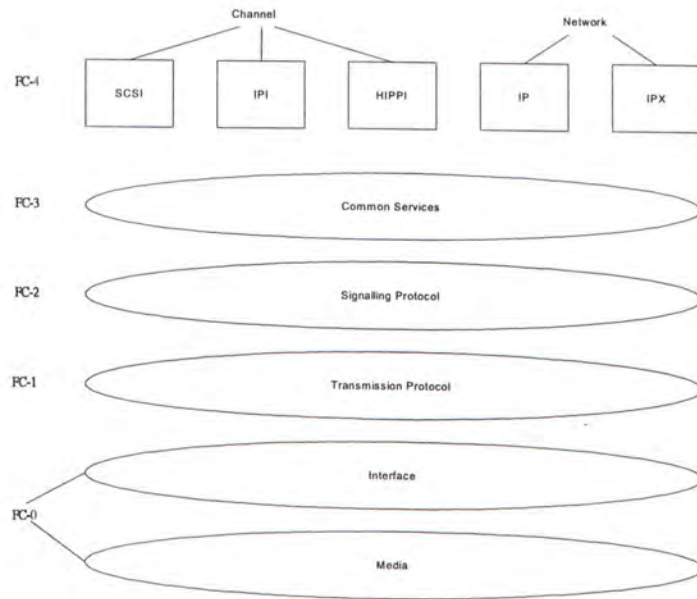 Channel
Network
FC-4
SCSI
IPI
HIPPI
IP
IPX
FC-3
Common Services
FC-2
Signalling Protocol
FC-1
Transmission Protocol
Interface
FC-0
Media